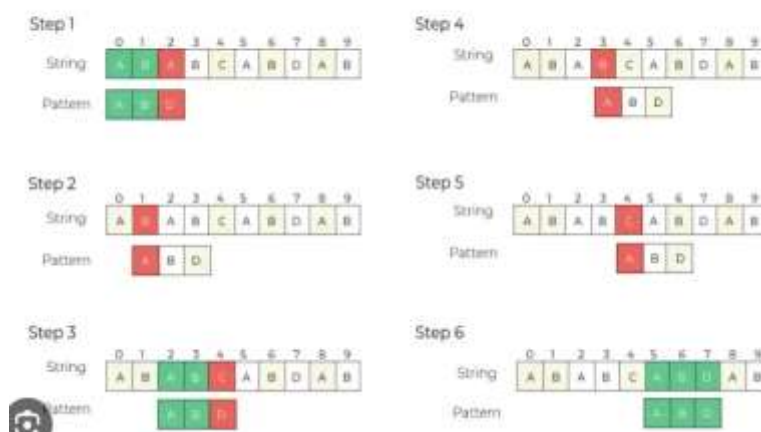 Step 1
0 1 2 3 4 5 6 7 8 9
String A B A B C A B D A B
Pattern A B D
Step 2
0 1 2 3 4 5 6 7 8 9
String A B A B C A B D A B
Pattern A B D
Step 3
0 1 2 3 4 5 6 7 8 9
String A B A B C A B D A B
attern A B D
Step 4
0 1 2 3 4 5 6 7 8 9
String A B A B C A B D A B
Pattern A B D
Step 5
0 1 2 3 4 5 6 7 8 9
String A B A B C A B D A B
Pattern A B D
Step 6
0 1 2 3 4 5 6 7 8 9
String A B A B C A B D A B
Pattern A B D